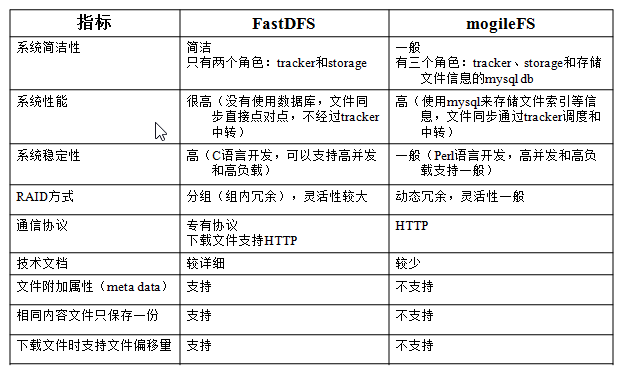 指标 FastDFS mogileFS
系统简洁性 简洁 一般
只有两个角色：tracker和storage 有三个角色：tracker、storage和存储
文件信息的mysql db
系统性能 很高（没有使用数据库，文件同 高（使用mysql来存储文件索引等信
步直接点对点，不经过tracker 息，文件同步通过tracker调度和
中转） 中转）
系统稳定性 高（C语言开发，可以支持高并发 一般（Perl语言开发，高并发和高负
和高负载） 载支持一般）
RAID方式 分组（组内冗余），灵活性较大 动态冗余，灵活性一般
通信协议 专有协议 HTTP
下载文件支持HTTP
技术文档 较详细 较少
文件附加属性（meta data） 支持 不支持
相同内容文件只保存一份 支持 不支持
下载文件时支持文件偏移量 支持 不支持